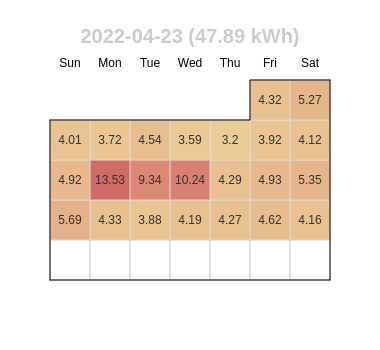 2022-04-23 (47.89 kWh)
Sun Mon Tue Wed Thu Fri Sat
4.32 5.27
4.01 3.72 4.54 3.59 3.2 3.92 4.12
4.92 13.53 9.34 10.24 4.29 4.93 5.35
5.69 4.33 3.88 4.19 4.27 4.62 4.16